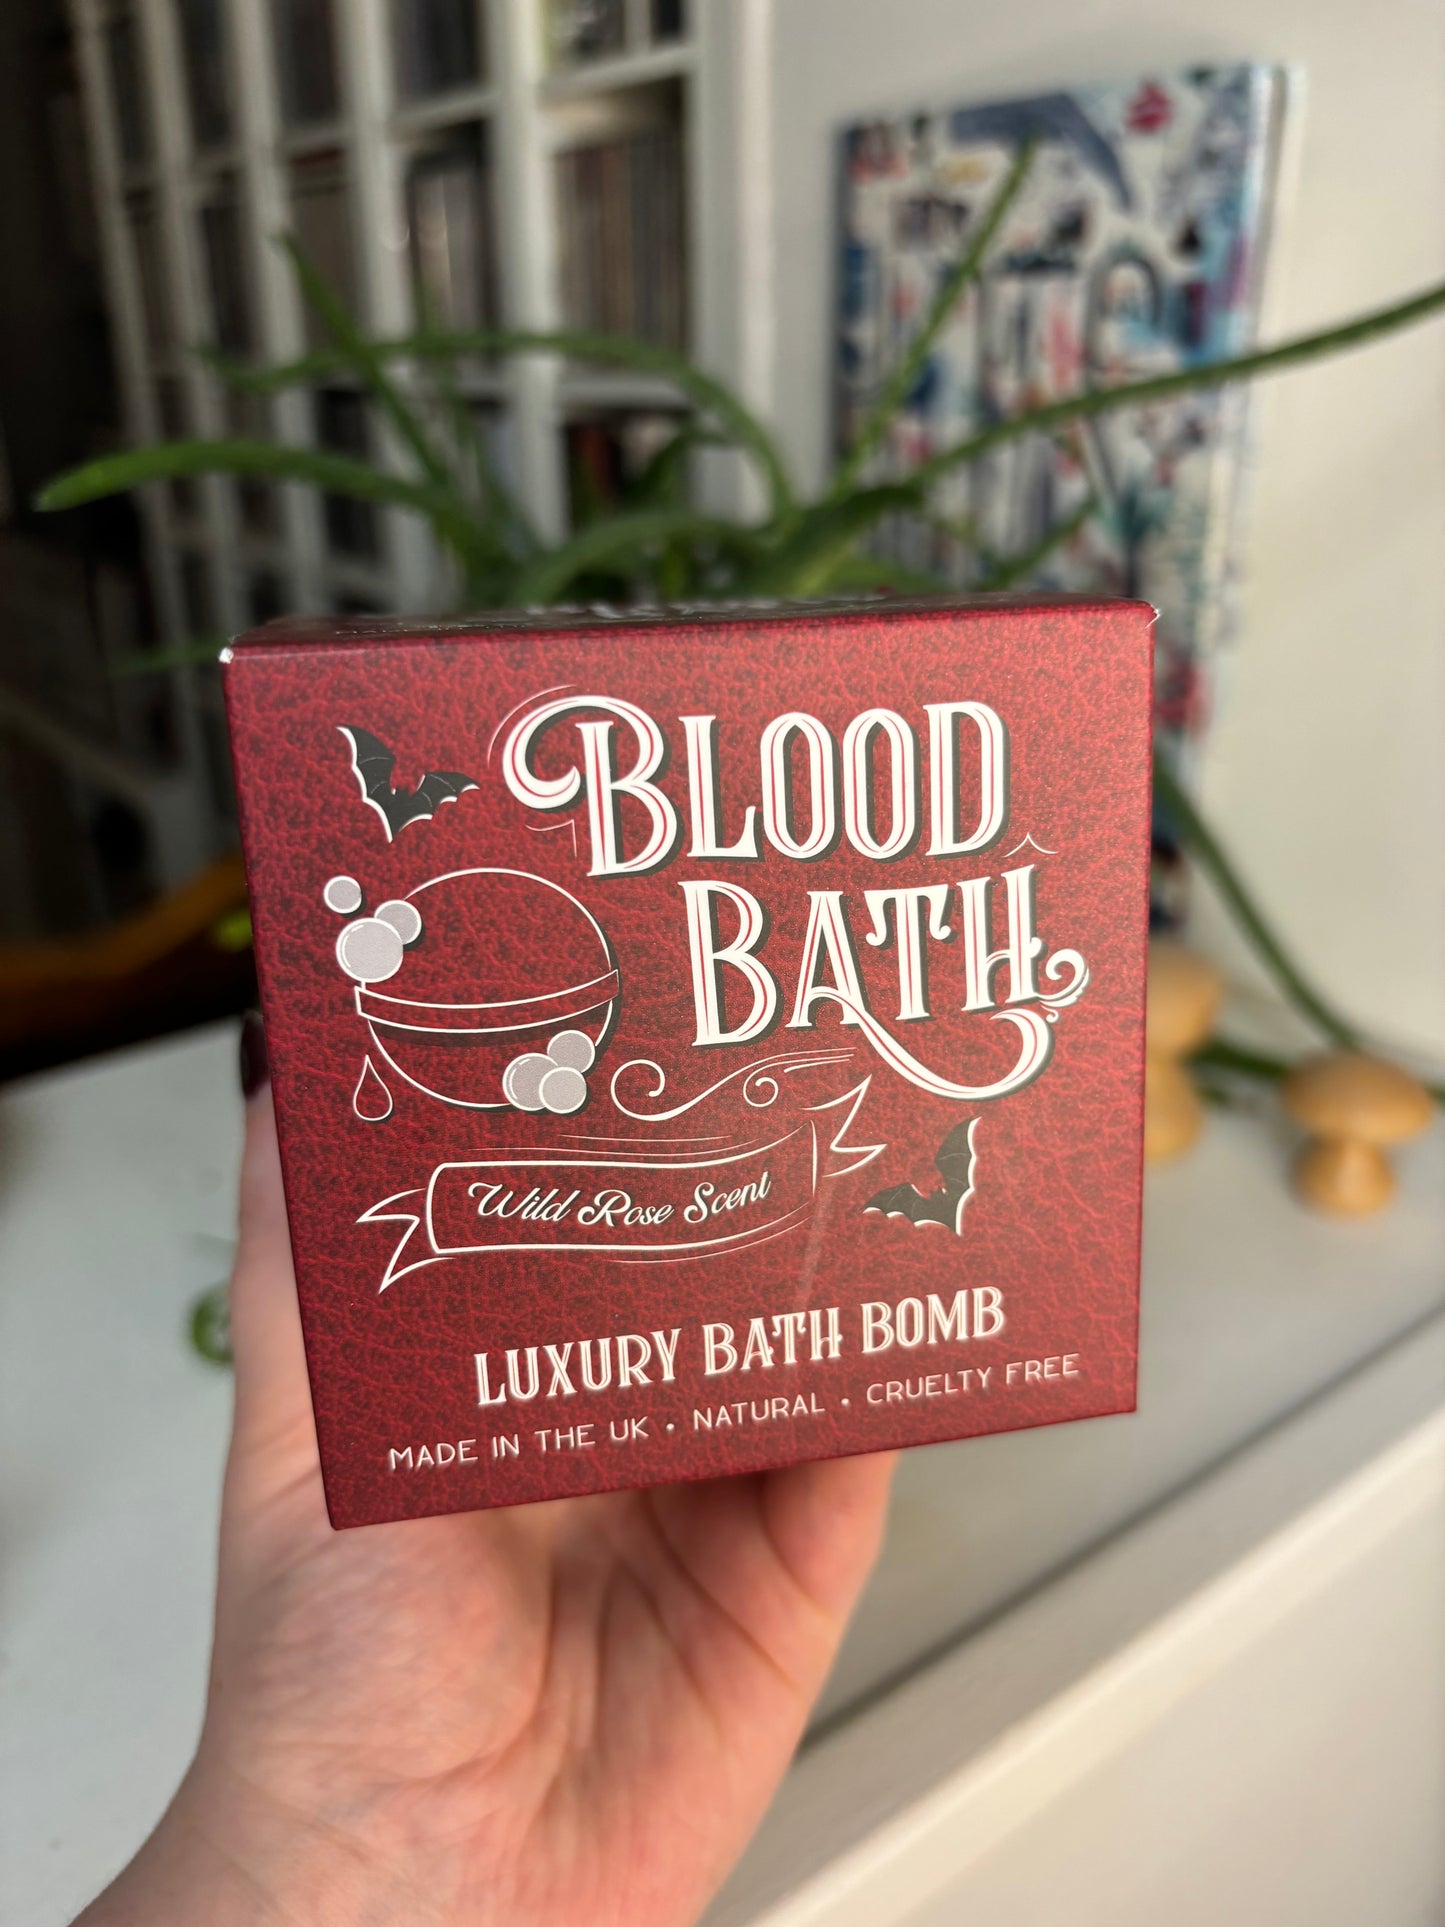 BLOOD
BATH
Wild Rose Scent
LUXURY BATH BOMB
MADE IN THE UK • NATURAL • CRUELTY FREE